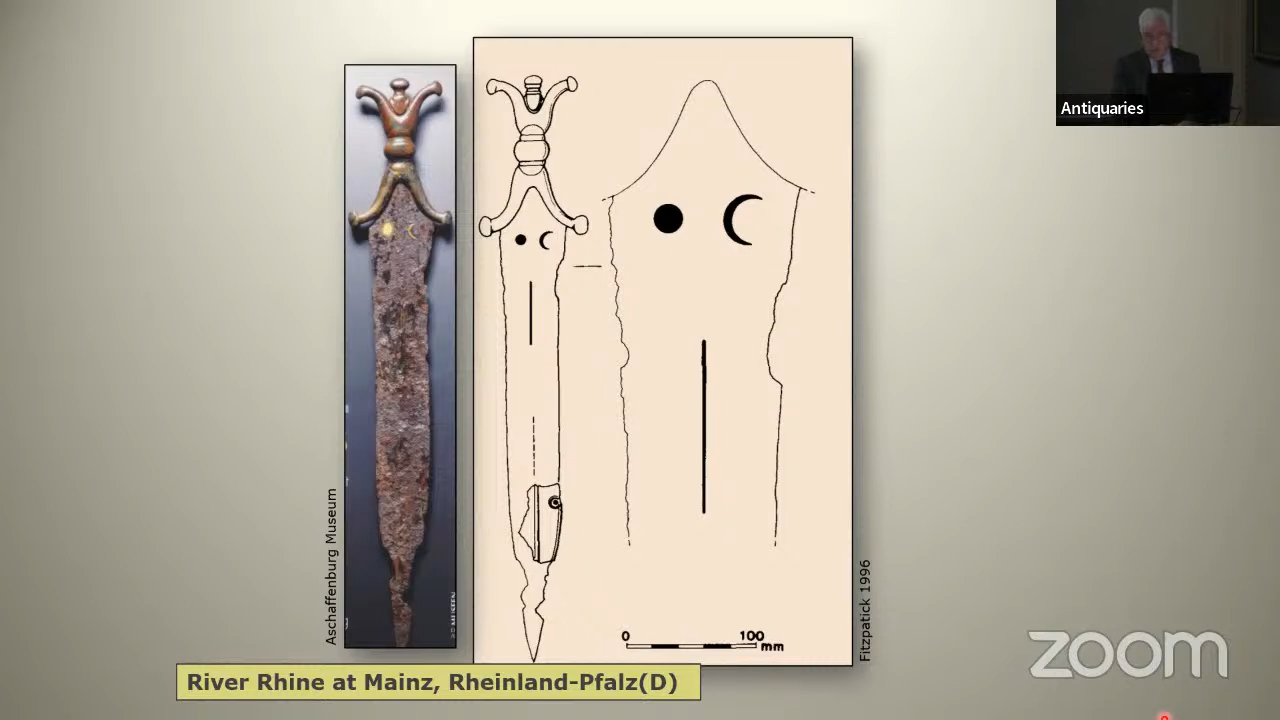 Antiquaries
Aschaffenburg Museum
Fitzpatick 1996
0 100
mm
River Rhine at Mainz, Rheinland-Pfalz(D)
zoom